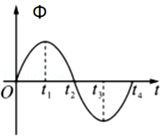 Φ
O t₁ t₂ t₃ t₄ t